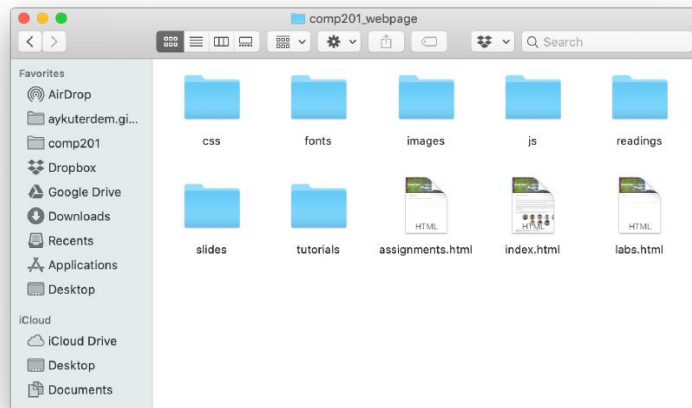 comp201_webpage
Search
Favorites
AirDrop
aykuterdem.gi...
comp201
Dropbox
Google Drive
Downloads
Recents
Applications
Desktop
iCloud
iCloud Drive
Desktop
Documents
css
fonts
images
js
readings
HTML
HTML
HTML
slides
tutorials
assignments.html
index.html
labs.html